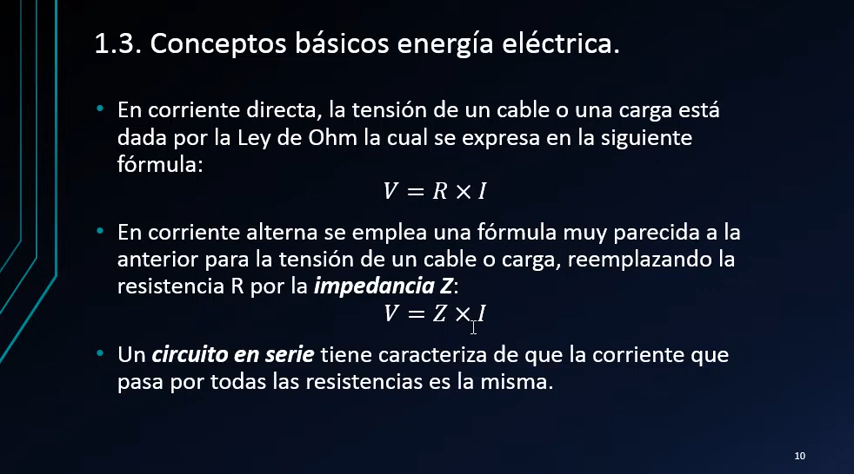 1.3. Conceptos básicos energía eléctrica.
• En corriente directa, la tensión de un cable o una carga está
dada por la Ley de Ohm la cual se expresa en la siguiente
fórmula:
V = R × I
• En corriente alterna se emplea una fórmula muy parecida a la
anterior para la tensión de un cable o carga, reemplazando la
resistencia R por la impedancia Z:
V = Z × I
• Un circuito en serie tiene caracteriza de que la corriente que
pasa por todas las resistencias es la misma.
10